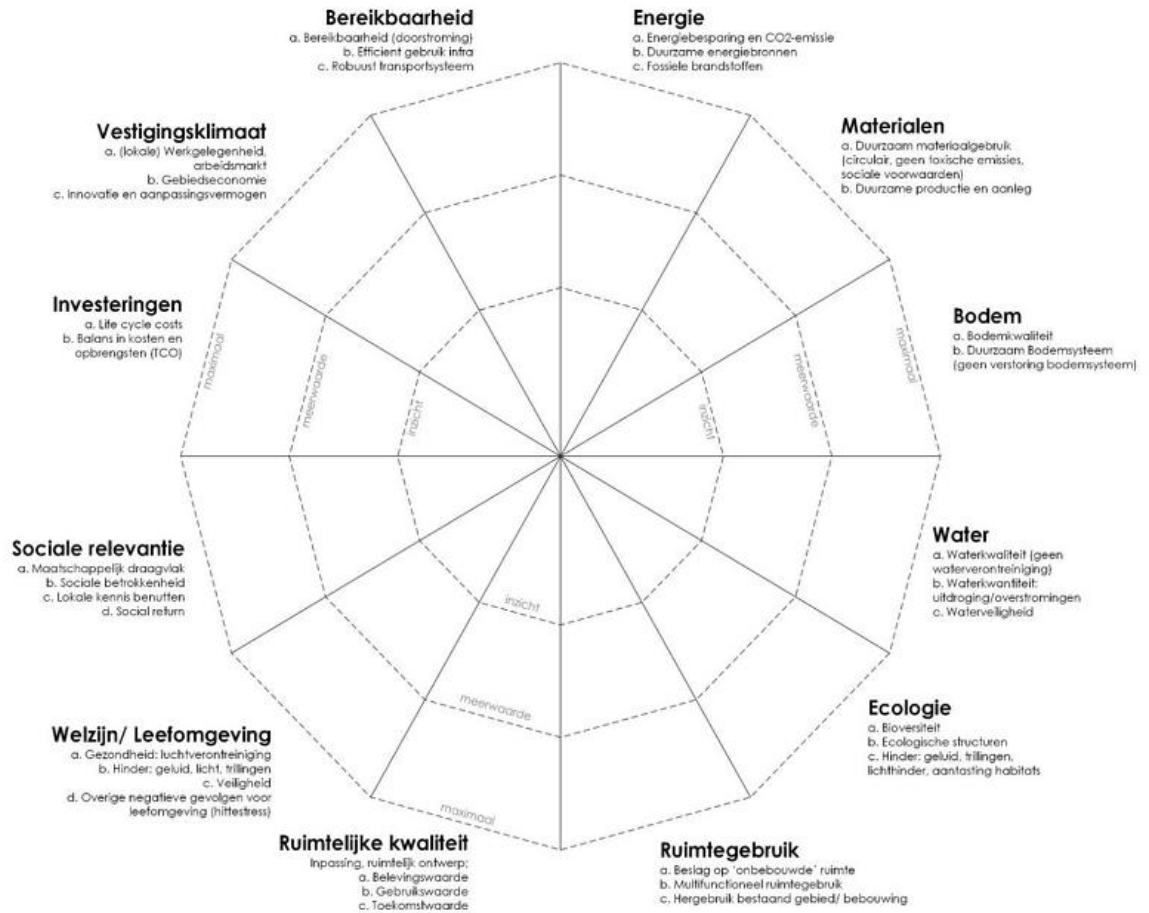 Bereikbaarheid
a. Bereikbaarheid (doorstroming)
b. Efficient gebruik infra
c. Robuust transportsysteem
Energie
a. Energiebesparing en CO2-emissie
b. Duurzame energiebronnen
c. Fossiele brandstoffen
Vestigingsklimaat
a. (lokale) Werkgelegenheid,
arbeidsmarkt
b. Gebiedseconomie
c. Innovatie en aanpassingsvermogen
Materialen
a. Duurzaam materiaalgebruik
(circulair, geen toxische emissies,
sociale voorwaarden)
b. Duurzame productie en aanleg
Investeringen
a. Life cycle costs
b. Balans in kosten en
opbrengsten (TCO)
maximaal
meerwaarde
inzicht
inzicht
meerwaarde
maximaal
Bodem
a. Bodemkwaliteit
b. Duurzaam Bodemsysteem
(geen verstoring bodemsysteem)
Sociale relevantie
a. Maatschappelijk draagvlak
b. Sociale betrokkenheid
c. Lokale kennis benutten
d. Social return
Water
a. Waterkwaliteit (geen
waterverontreiniging)
b. Waterkwantiteit:
uitdroging/overstromingen
c. Waterveiligheid
inzicht
meerwaarde
maximaal
Welzijn/ Leefomgeving
a. Gezondheid: luchtverontreiniging
b. Hinder: geluid, licht, trillingen
c. Veiligheid
d. Overige negatieve gevolgen voor
leefomgeving (hittestress)
Ecologie
a. Bioversiteit
b. Ecologische structuren
c. Hinder: geluid, trillingen,
lichthinder, aantasting habitats
Ruimtelijke kwaliteit
Inpassing, ruimtelijk ontwerp:
a. Belevingswaarde
b. Gebruikswaarde
c. Toekomstwaarde
Ruimtegebruik
a. Beslag op ‘onbebouwde’ ruimte
b. Multifunctioneel ruimtegebruik
c. Hergebruik bestaand gebied/ bebouwing